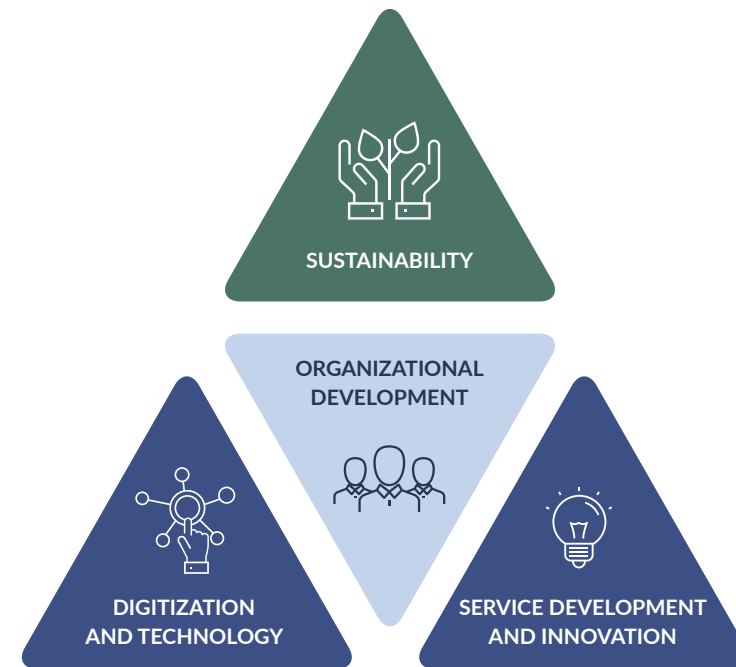 SUSTAINABILITY
ORGANIZATIONAL
DEVELOPMENT
DIGITIZATION
AND TECHNOLOGY
SERVICE DEVELOPMENT
AND INNOVATION